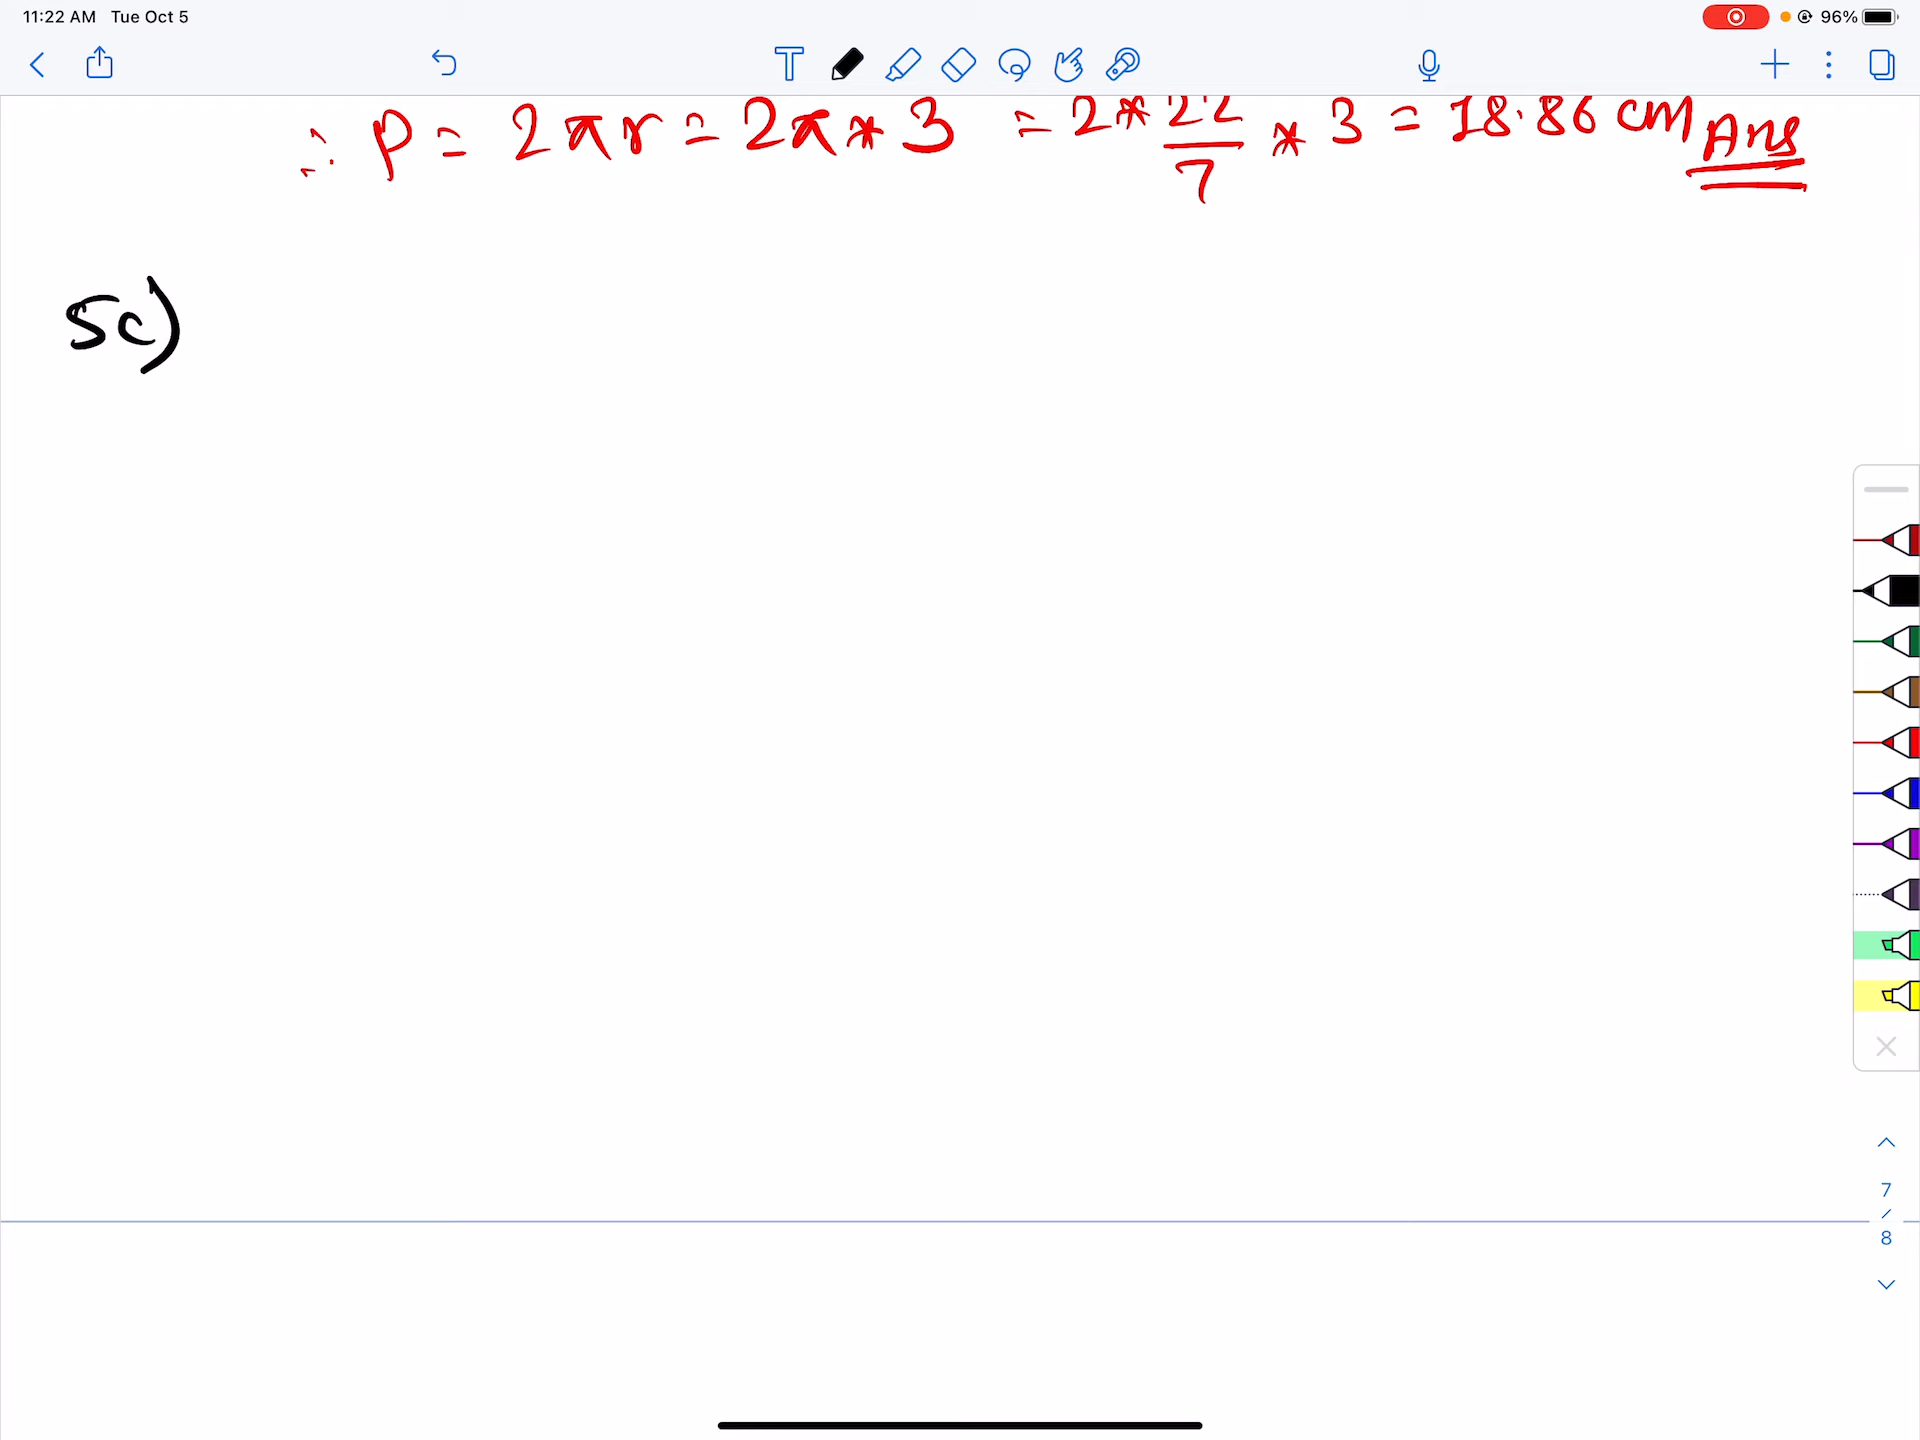 11:22 AM Tue Oct 5 96%
∴ P = 2πr = 2π * 3 = 2 * 22/7 * 3 = 18.86 cm Ans
5c)
7
/
8